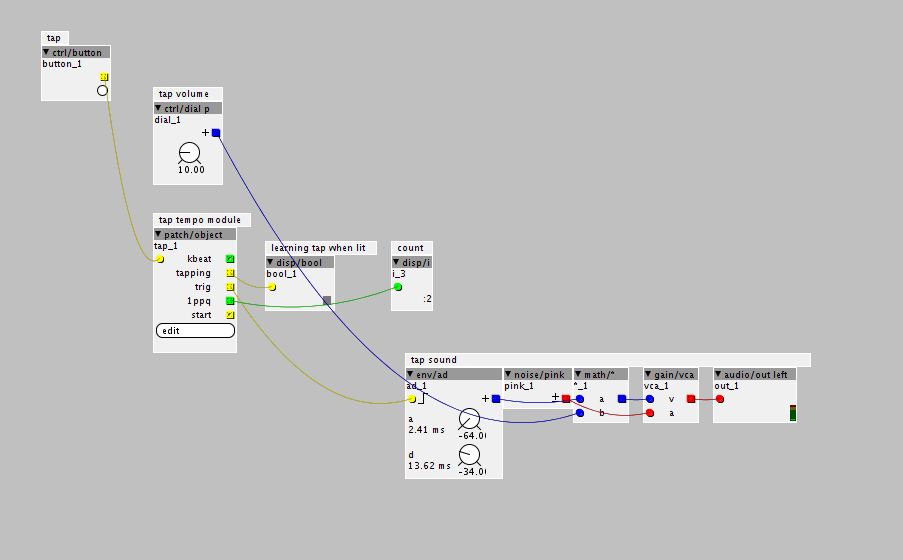 tap
ctrl/button
button_1
tap volume
ctrl/dial p
dial_1
+
10.00
tap tempo module
patch/object
tap_1
kbeat
tapping
trig
1ppq
start
edit
learning tap when lit
disp/bool
bool_1
count
disp/i
i_3
:2
tap sound
env/ad
ad_1
+
a
2.41 ms
-64.0
d
13.62 ms
-34.0
noise/pink
pink_1
+
math/*
*_1
a
b
gain/vca
vca_1
v
a
audio/out left
out_1